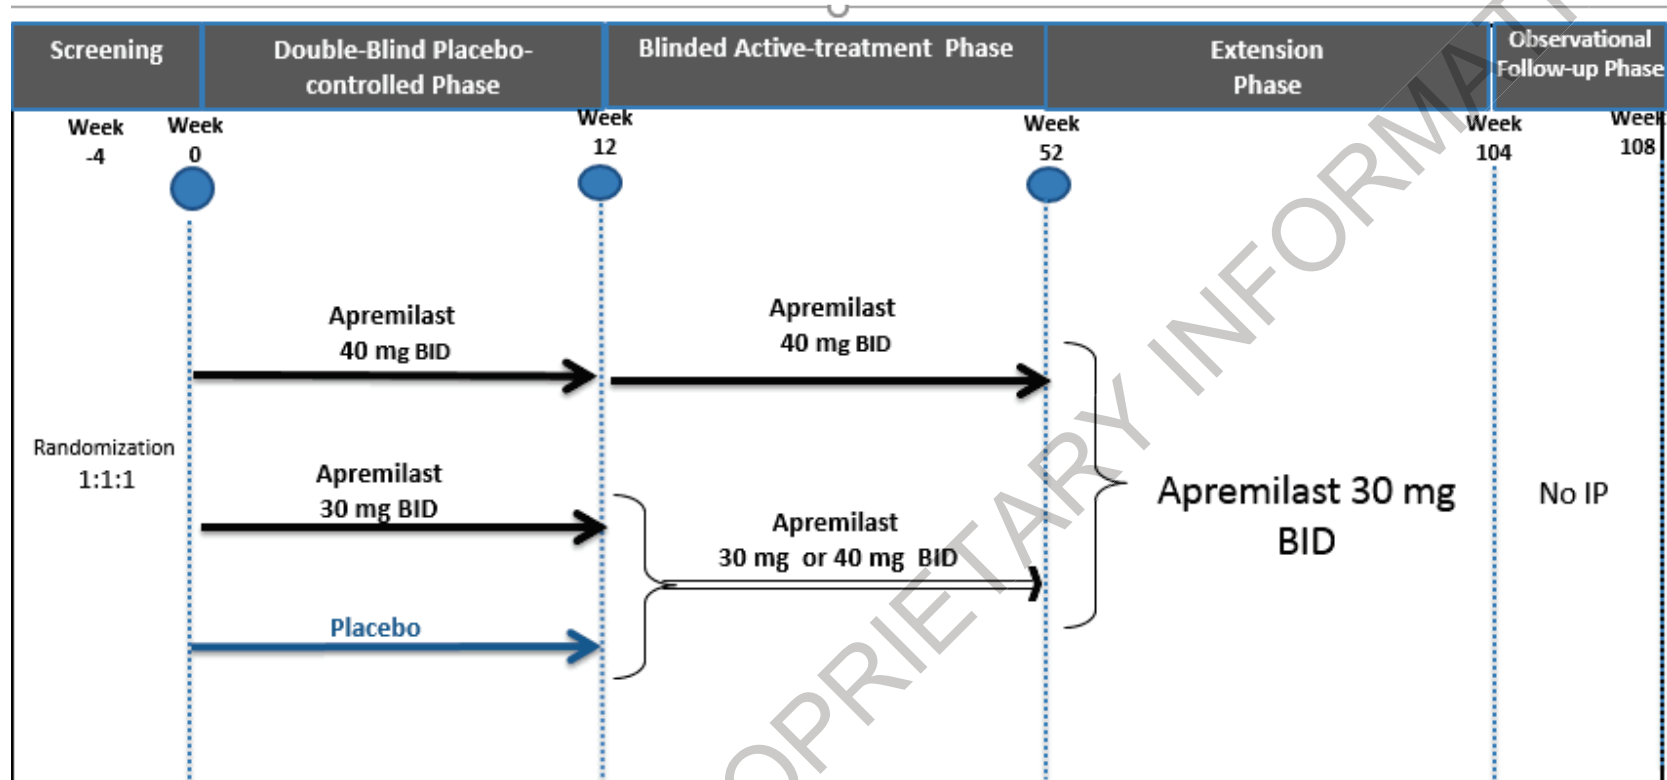 Screening
Double-Blind Placebo-
controlled Phase
Blinded Active-treatment Phase
Extension
Phase
Observational
Follow-up Phase
Week
-4
Week
0
Week
12
Week
52
Week
104
Week
108
Apremilast
40 mg BID
Apremilast
40 mg BID
Randomization
1:1:1
Apremilast
30 mg BID
Apremilast
30 mg or 40 mg BID
Placebo
Apremilast 30 mg
BID
No IP
OPRIETARY INFORMAT